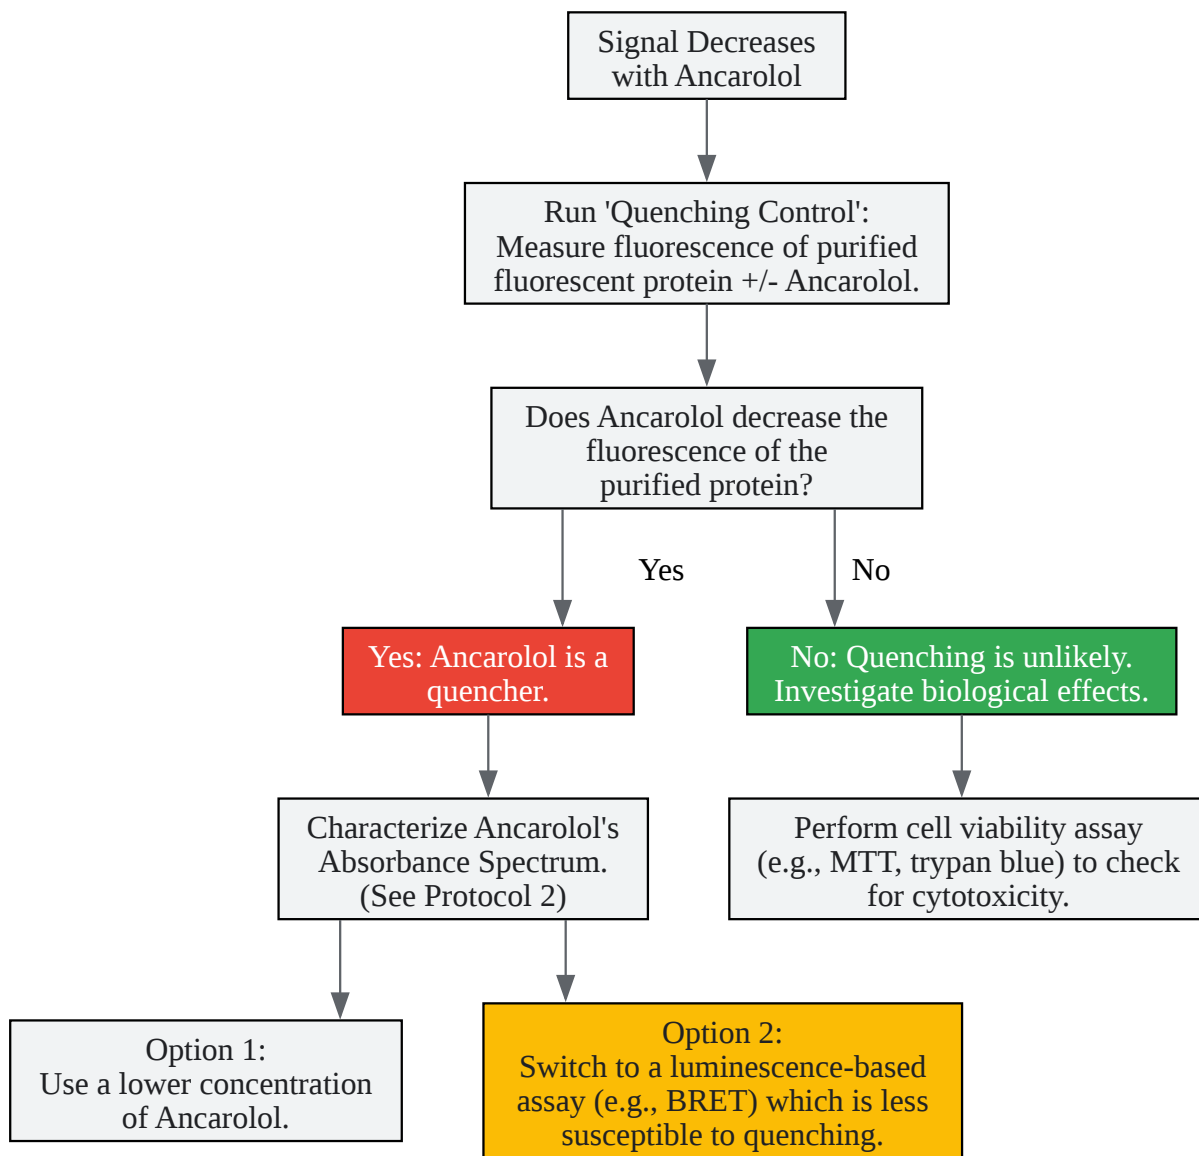 Signal Decreases
with Ancarolol
Run 'Quenching Control':
Measure fluorescence of purified
fluorescent protein +/- Ancarolol.
Does Ancarolol decrease the
fluorescence of the
purified protein?
Yes
No
Yes: Ancarolol is a
quencher.
No: Quenching is unlikely.
Investigate biological effects.
Characterize Ancarolol's
Absorbance Spectrum.
(See Protocol 2)
Perform cell viability assay
(e.g., MTT, trypan blue) to check
for cytotoxicity.
Option 1:
Use a lower concentration
of Ancarolol.
Option 2:
Switch to a luminescence-based
assay (e.g., BRET) which is less
susceptible to quenching.